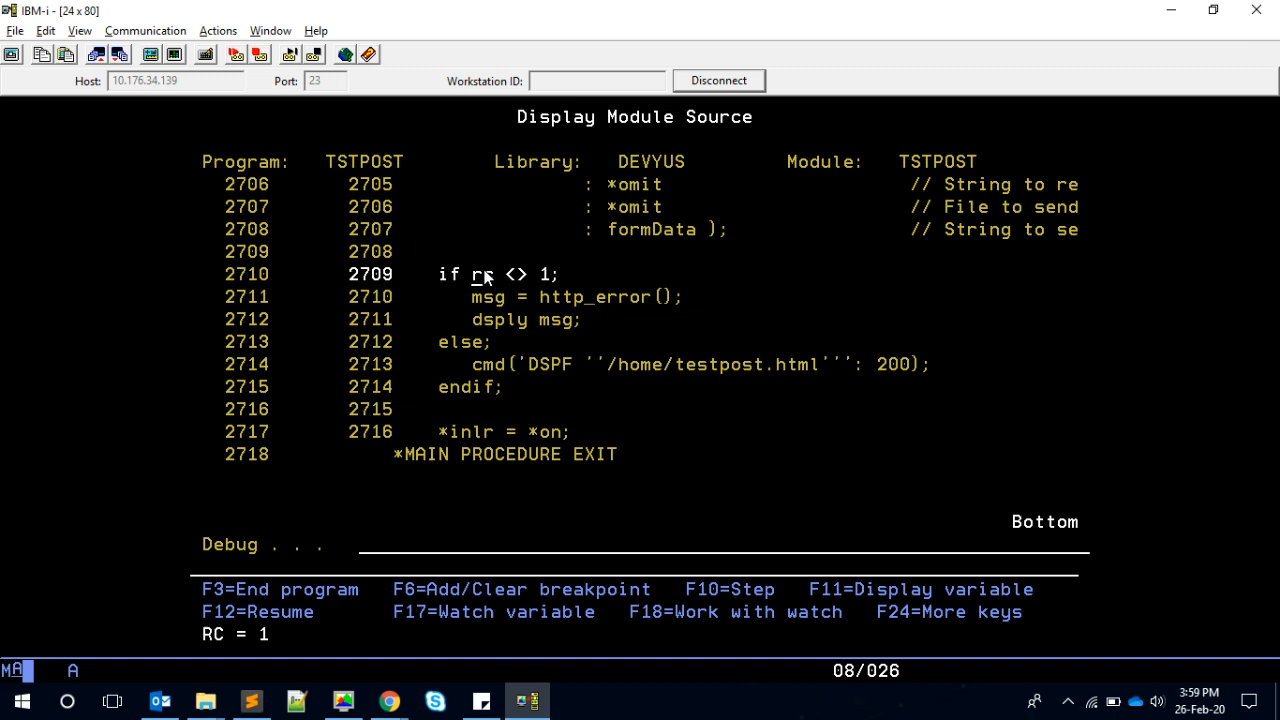 IBM-i - [24 x 80]
File Edit View Communication Actions Window Help
Host: 10.176.34.139 Port: 23 Workstation ID: Disconnect
Display Module Source
Program: TSTPOST Library: DEVYUS Module: TSTPOST
2706 2705 : *omit // String to re
2707 2706 : *omit // File to send
2708 2707 : formData ); // String to se
2709 2708
2710 2709 if rc <> 1;
2711 2710 msg = http_error();
2712 2711 dsply msg;
2713 2712 else;
2714 2713 cmd('DSPF ''/home/testpost.html''': 200);
2715 2714 endif;
2716 2715
2717 2716 *inlr = *on;
2718 *MAIN PROCEDURE EXIT
Bottom
Debug . . .
F3=End program F6=Add/Clear breakpoint F10=Step F11=Display variable
F12=Resume F17=Watch variable F18=Work with watch F24=More keys
RC = 1
MA A 08/026
3:59 PM
26-Feb-20